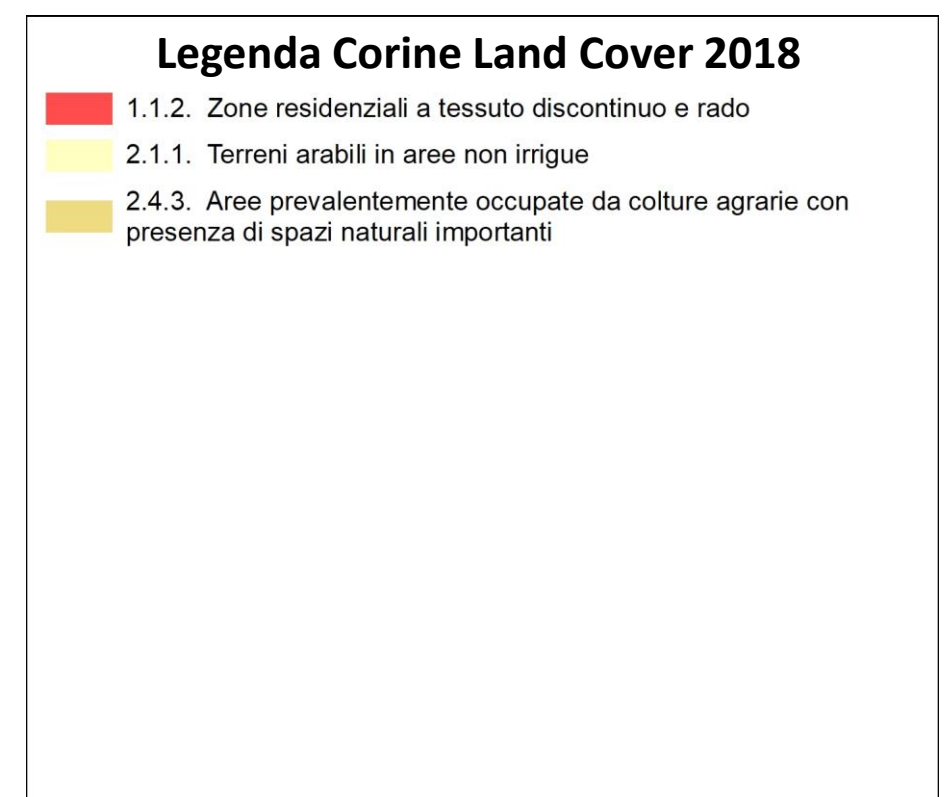 Legenda Corine Land Cover 2018
1.1.2. Zone residenziali a tessuto discontinuo e rado
2.1.1. Terreni arabili in aree non irrigue
2.4.3. Aree prevalentemente occupate da colture agrarie con
presenza di spazi naturali importanti